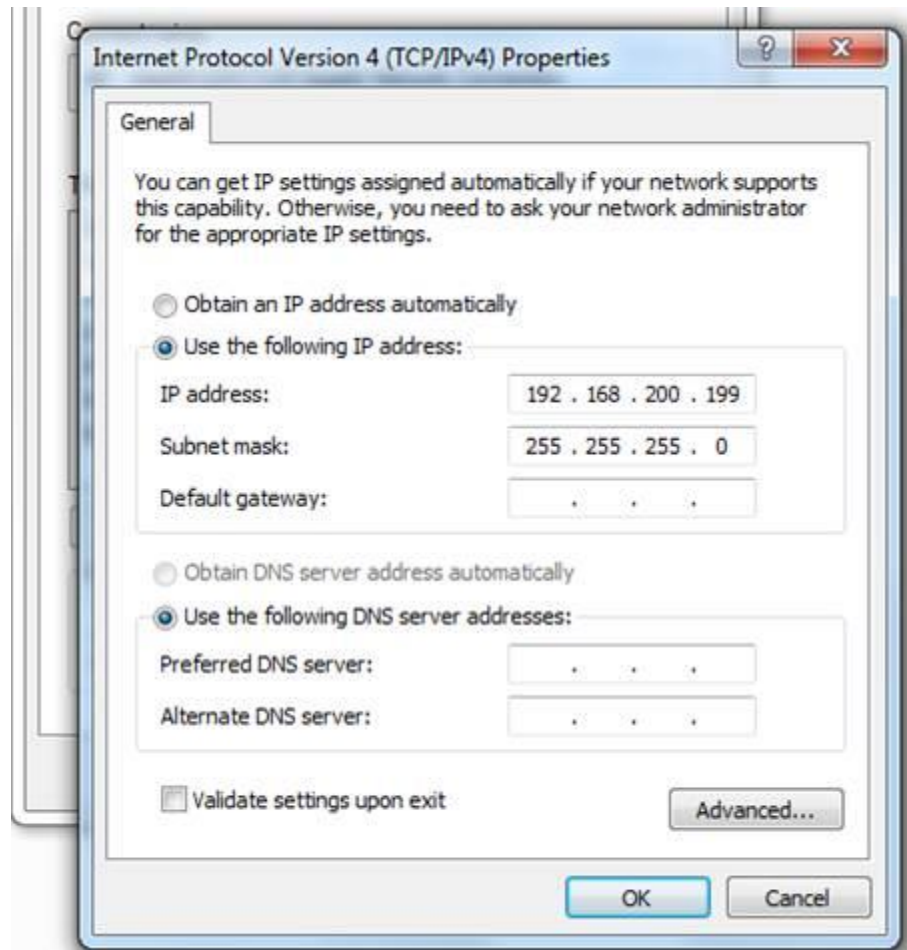 Internet Protocol Version 4 (TCP/IPv4) Properties
General
You can get IP settings assigned automatically if your network supports
this capability. Otherwise, you need to ask your network administrator
for the appropriate IP settings.
Obtain an IP address automatically
Use the following IP address:
IP address: 192 . 168 . 200 . 199
Subnet mask: 255 . 255 . 255 . 0
Default gateway: . . .
Obtain DNS server address automatically
Use the following DNS server addresses:
Preferred DNS server: . . .
Alternate DNS server: . . .
Validate settings upon exit
Advanced...
OK Cancel